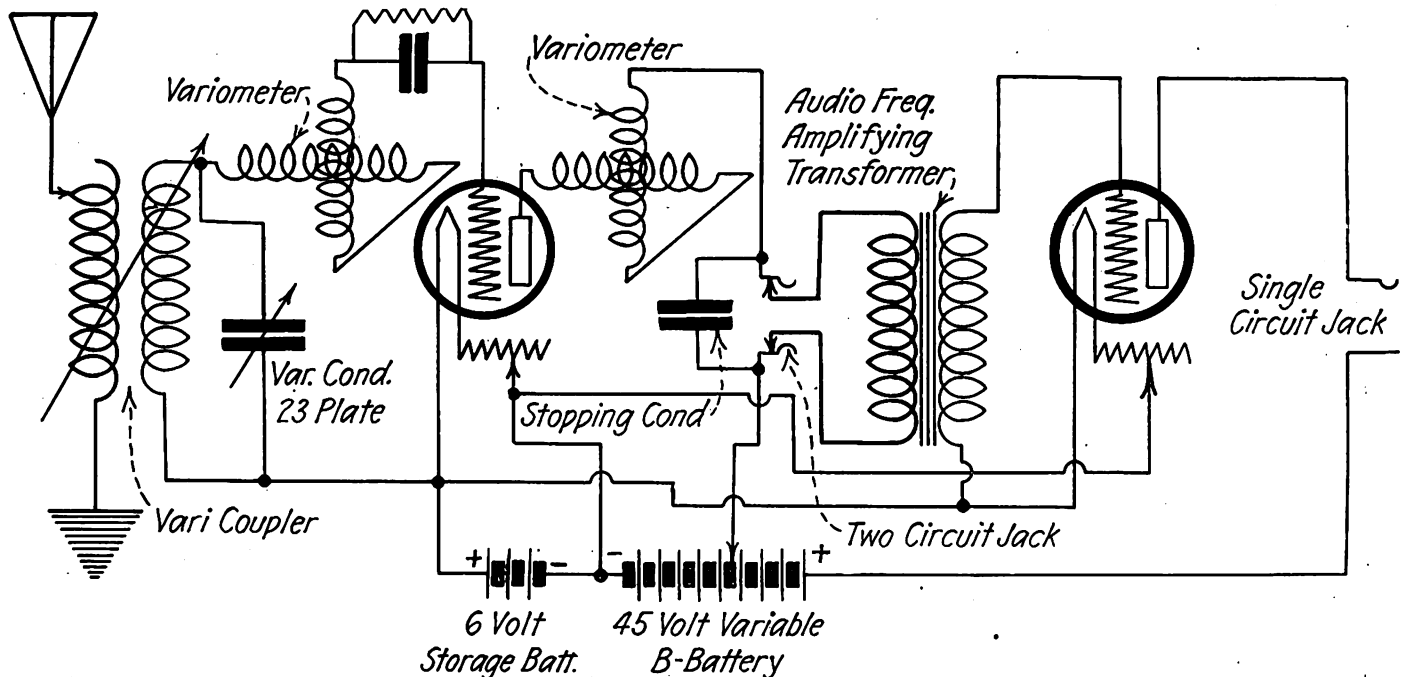 Variometer
Variometer
Audio Freq.
Amplifying
Transformer
Single
Circuit Jack
Var. Cond.
23 Plate
Stopping Cond
Vari Coupler
Two Circuit Jack
+ - - +
6 Volt
Storage Batt.
45 Volt Variable
B-Battery